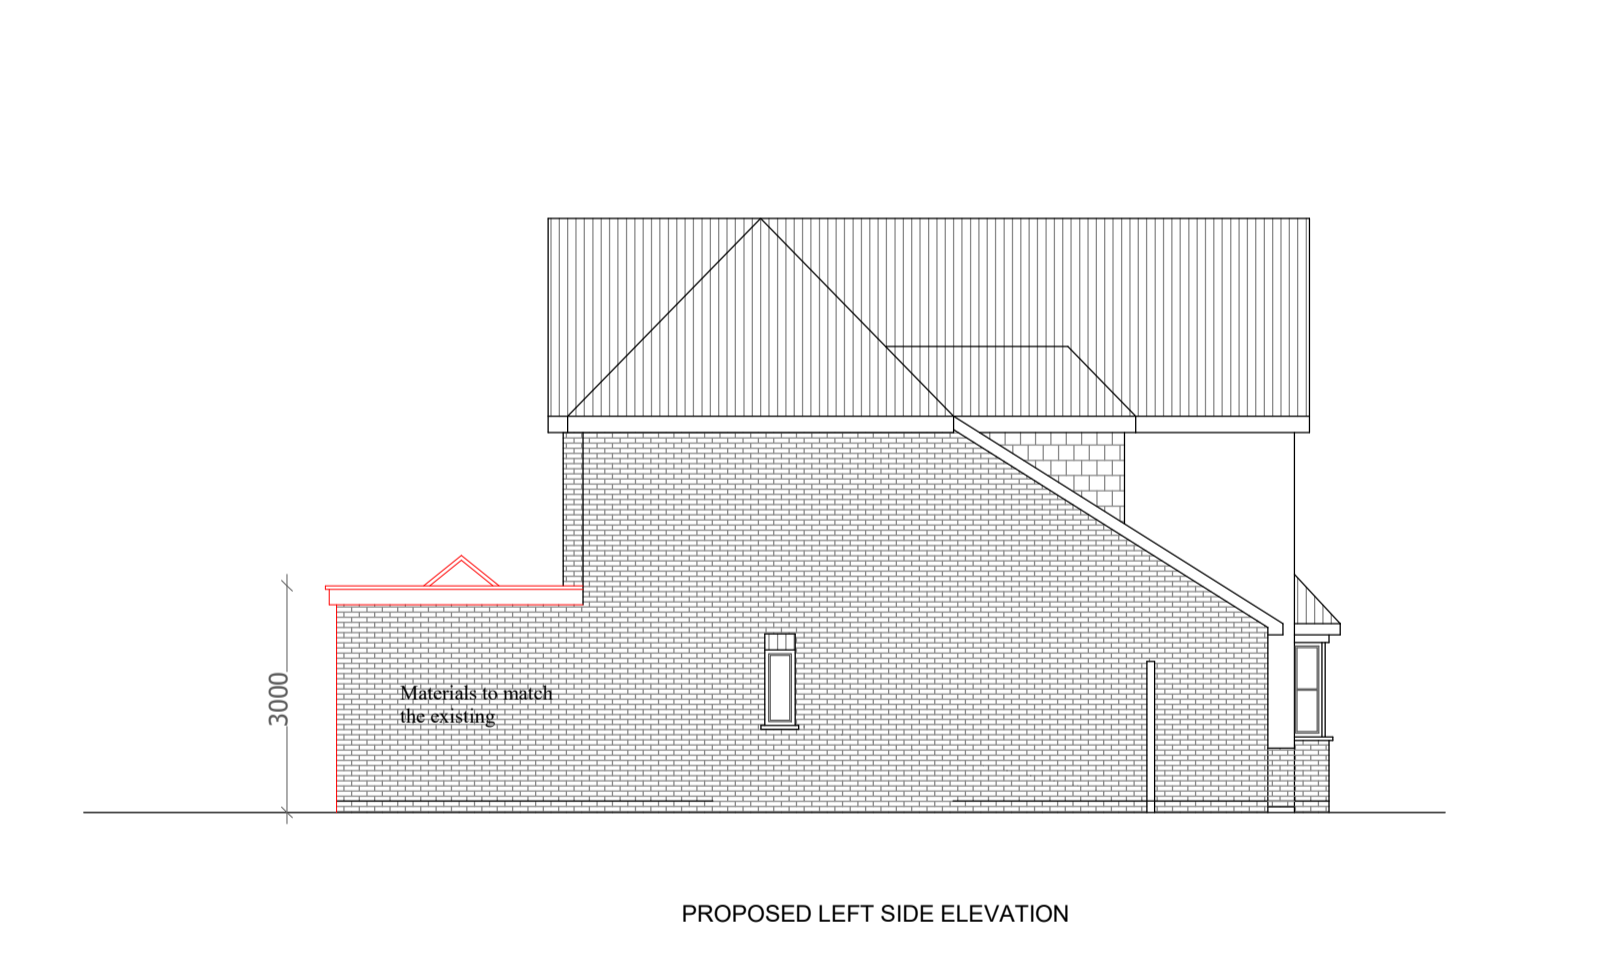 3000
Materials to match
the existing
PROPOSED LEFT SIDE ELEVATION